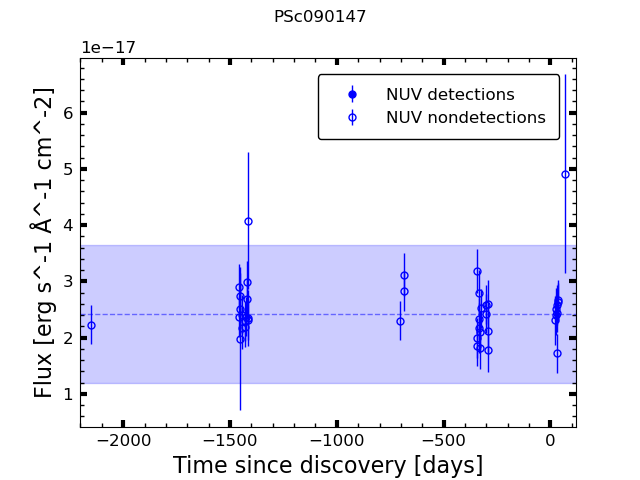 PSc090147
1e−17
NUV detections
NUV nondetections
6
5
4
3
2
1
Flux [erg s^-1 Å^-1 cm^-2]
−2000 −1500 −1000 −500 0
Time since discovery [days]